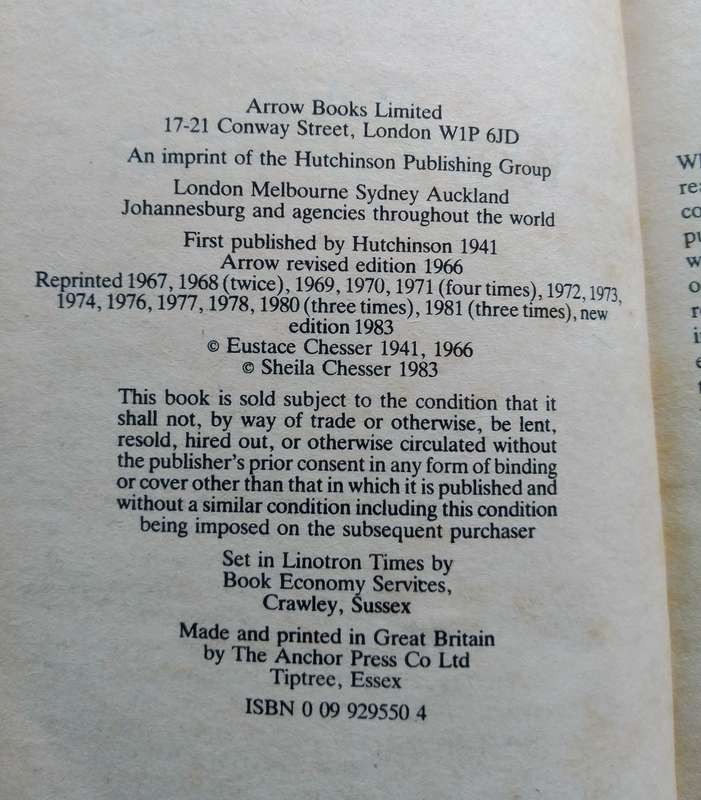 Arrow Books Limited
17-21 Conway Street, London W1P 6JD
An imprint of the Hutchinson Publishing Group
London Melbourne Sydney Auckland
Johannesburg and agencies throughout the world
First published by Hutchinson 1941
Arrow revised edition 1966
Reprinted 1967, 1968 (twice), 1969, 1970, 1971 (four times), 1972, 1973,
1974, 1976, 1977, 1978, 1980 (three times), 1981 (three times), new
edition 1983
© Eustace Chesser 1941, 1966
© Sheila Chesser 1983
This book is sold subject to the condition that it
shall not, by way of trade or otherwise, be lent,
resold, hired out, or otherwise circulated without
the publisher's prior consent in any form of binding
or cover other than that in which it is published and
without a similar condition including this condition
being imposed on the subsequent purchaser
Set in Linotron Times by
Book Economy Services,
Crawley, Sussex
Made and printed in Great Britain
by The Anchor Press Co Ltd
Tiptree, Essex
ISBN 0 09 929550 4